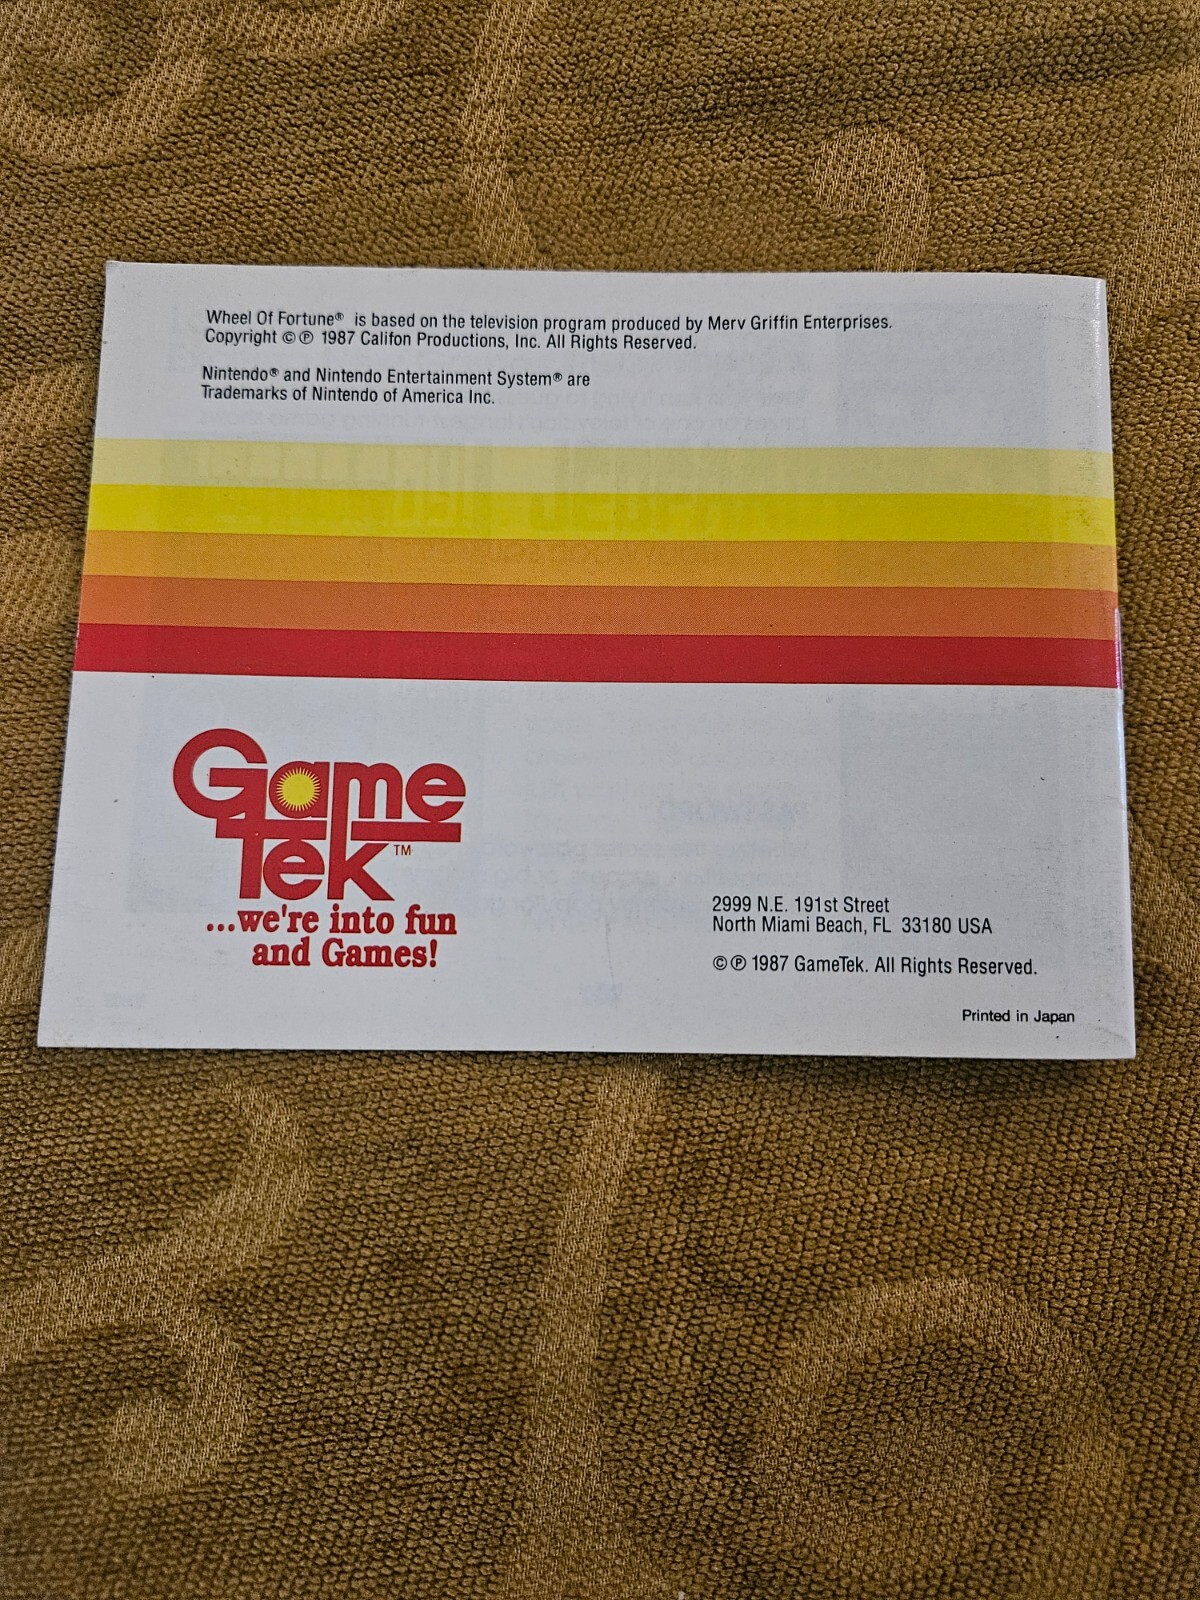 Wheel Of Fortune® is based on the television program produced by Merv Griffin Enterprises.
Copyright ©℗ 1987 Califon Productions, Inc. All Rights Reserved.
Nintendo® and Nintendo Entertainment System® are
Trademarks of Nintendo of America Inc.
Game
Tek™
...we're into fun
and Games!
2999 N.E. 191st Street
North Miami Beach, FL 33180 USA
©℗ 1987 GameTek. All Rights Reserved.
Printed in Japan